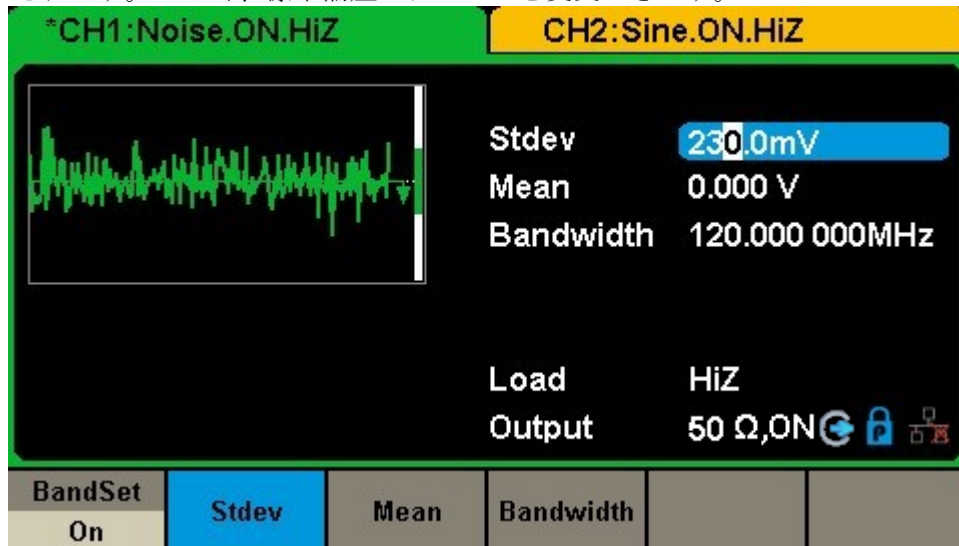 *CH1:Noise.ON.HiZ
CH2:Sine.ON.HiZ
Stdev 230.0mV
Mean 0.000 V
Bandwidth 120.000 000MHz
Load HiZ
Output 50 Ω,ON
P
BandSet
On
Stdev
Mean
Bandwidth